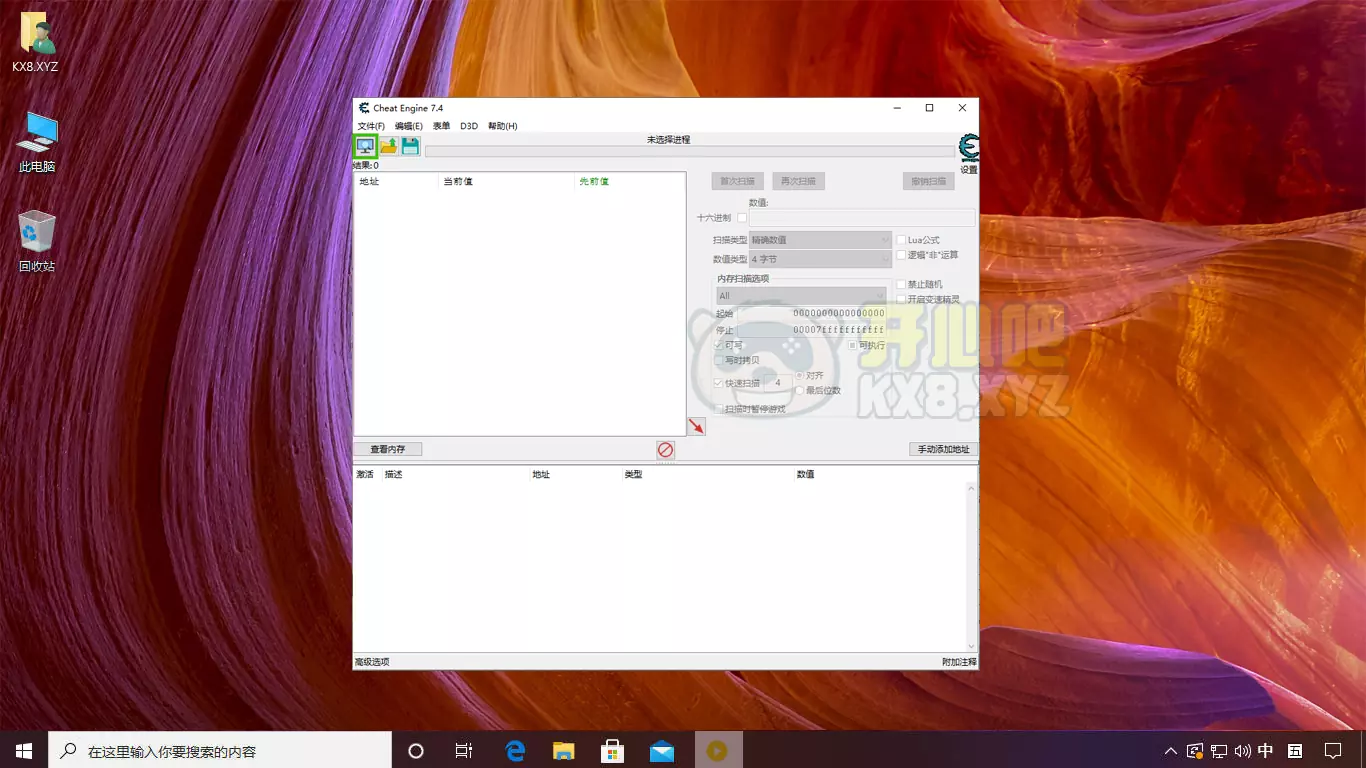 KX8.XYZ
此电脑
回收站
Cheat Engine 7.4
文件(F) 编辑(E) 表单 D3D 帮助(H)
未选择进程
结果:0
设置
地址 当前值 先前值
首次扫描 再次扫描 撤销扫描
数值:
十六进制
扫描类型 精确数值
Lua公式
数值类型 4 字节
逻辑"非"运算
内存扫描选项
All
禁止随机
开启变速精灵
起始 0000000000000000
停止 00007fffffffffff
可写 可执行
写时拷贝
快速扫描 4 对齐
最后位数
扫描时暂停游戏
开心吧
KX8.XYZ
查看内存 手动添加地址
激活 描述 地址 类型 数值
高级选项 附加注释
在这里输入你要搜索的内容
中 五